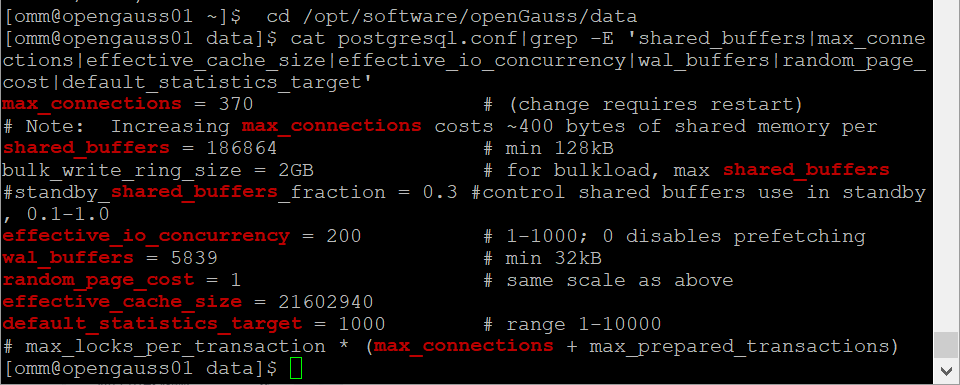 [omm@opengauss01 ~]$  cd /opt/software/openGauss/data
[omm@opengauss01 data]$ cat postgresql.conf|grep -E 'shared_buffers|max_conne
ctions|effective_cache_size|effective_io_concurrency|wal_buffers|random_page_
cost|default_statistics_target'
max_connections = 370                   # (change requires restart)
# Note:  Increasing max_connections costs ~400 bytes of shared memory per
shared_buffers = 186864                 # min 128kB
bulk_write_ring_size = 2GB              # for bulkload, max shared_buffers
#standby_shared_buffers_fraction = 0.3 #control shared buffers use in standby
, 0.1-1.0
effective_io_concurrency = 200          # 1-1000; 0 disables prefetching
wal_buffers = 5839                      # min 32kB
random_page_cost = 1                    # same scale as above
effective_cache_size = 21602940
default_statistics_target = 1000        # range 1-10000
# max_locks_per_transaction * (max_connections + max_prepared_transactions)
[omm@opengauss01 data]$